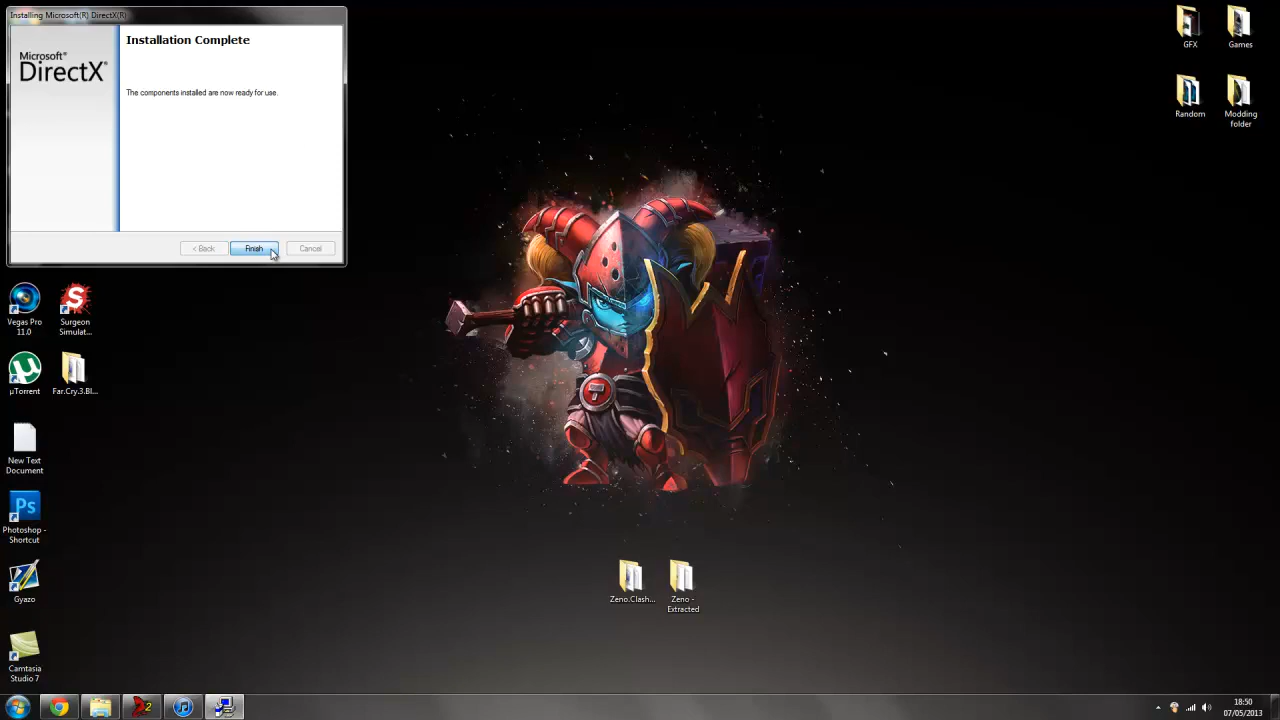 Installing Microsoft(R) DirectX(R)
Microsoft®
DirectX®
Installation Complete
The components installed are now ready for use.
< Back
Finish
Cancel
GFX
Games
Random
Modding
folder
Vegas Pro
11.0
Surgeon
Simulat...
µTorrent
Far.Cry.3.Bl...
New Text
Document
Ps
Photoshop -
Shortcut
Gyazo
Camtasia
Studio 7
Zeno.Clash...
Zeno -
Extracted
2
18:50
07/05/2013